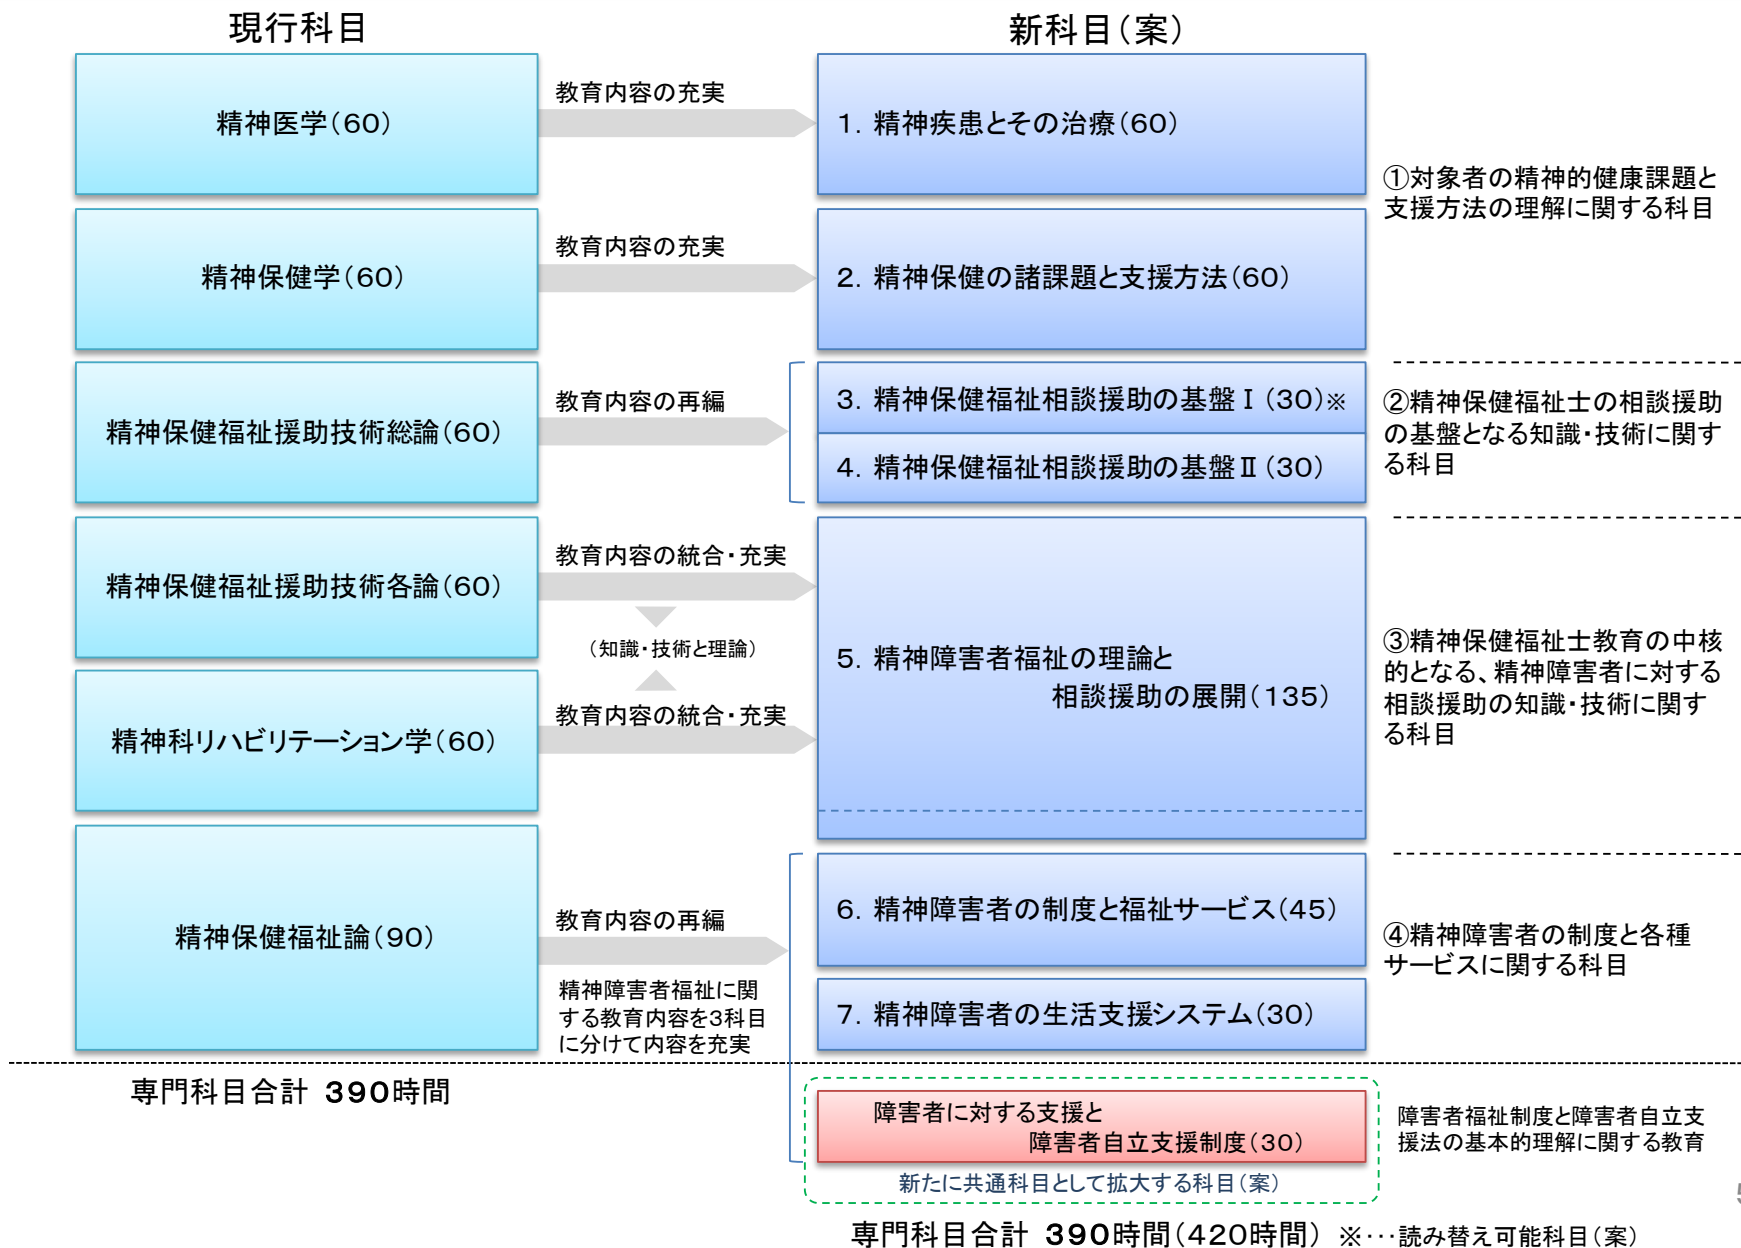 現行科目
新科目（案）
精神医学（60）
教育内容の充実
1．精神疾患とその治療（60）
①対象者の精神的健康課題と
支援方法の理解に関する科目
精神保健学（60）
教育内容の充実
2．精神保健の諸課題と支援方法（60）
精神保健福祉援助技術総論（60）
教育内容の再編
3．精神保健福祉相談援助の基盤Ⅰ（30）※
4．精神保健福祉相談援助の基盤Ⅱ（30）
②精神保健福祉士の相談援助
の基盤となる知識・技術に関す
る科目
精神保健福祉援助技術各論（60）
教育内容の統合・充実
（知識・技術と理論）
精神科リハビリテーション学（60）
教育内容の統合・充実
5．精神障害者福祉の理論と
相談援助の展開（135）
③精神保健福祉士教育の中核
的となる、精神障害者に対する
相談援助の知識・技術に関す
る科目
精神保健福祉論（90）
教育内容の再編
精神障害者福祉に関
する教育内容を3科目
に分けて内容を充実
6．精神障害者の制度と福祉サービス（45）
7．精神障害者の生活支援システム（30）
④精神障害者の制度と各種
サービスに関する科目
専門科目合計 390時間
障害者に対する支援と
障害者自立支援制度（30）
新たに共通科目として拡大する科目（案）
障害者福祉制度と障害者自立支
援法の基本的理解に関する教育
専門科目合計 390時間（420時間） ※･･･読み替え可能科目（案）